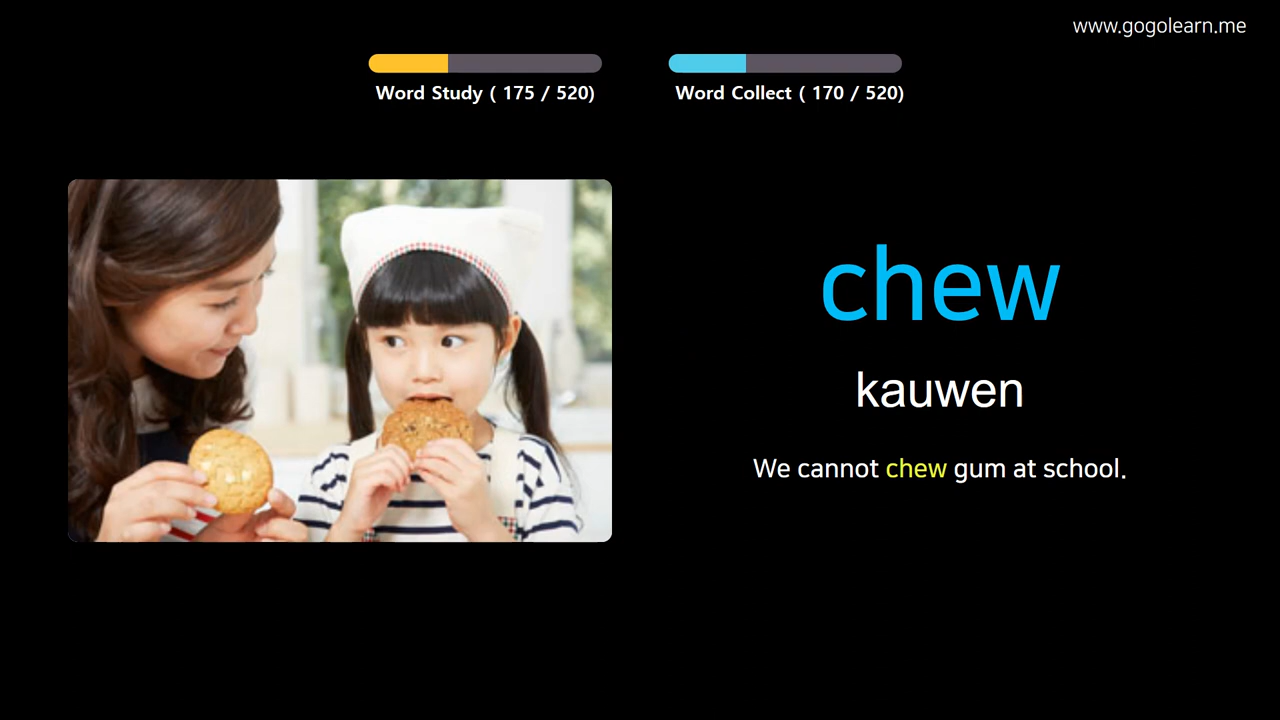 www.gogolearn.me
Word Study ( 175 / 520)
Word Collect ( 170 / 520)
chew
kauwen
We cannot chew gum at school.